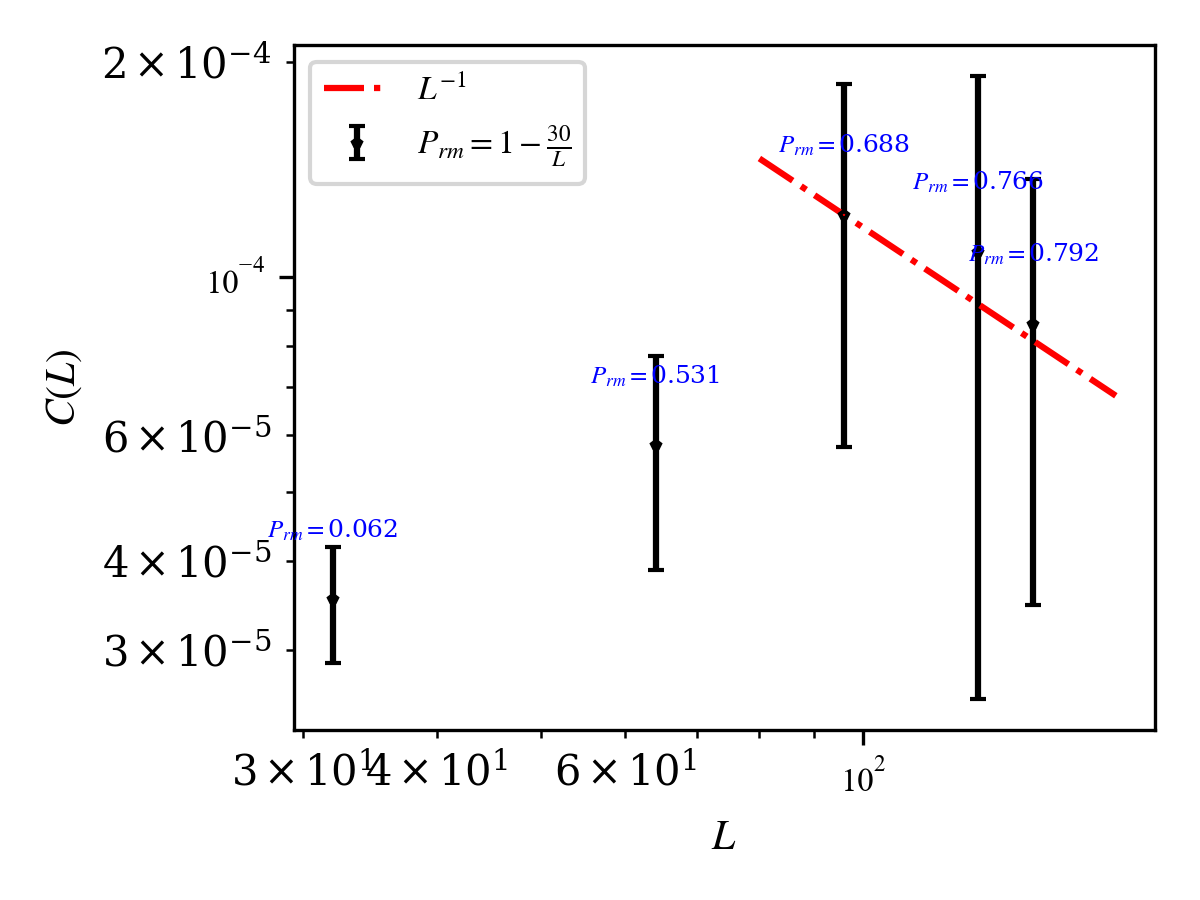 2 × 10⁻⁴
L⁻¹
P_rm = 1 − 30/L
P_rm = 0.688
P_rm = 0.766
P_rm = 0.792
10⁻⁴
C(L)
P_rm = 0.531
6 × 10⁻⁵
P_rm = 0.062
4 × 10⁻⁵
3 × 10⁻⁵
3 × 10¹ 4 × 10¹ 6 × 10¹ 10²
L